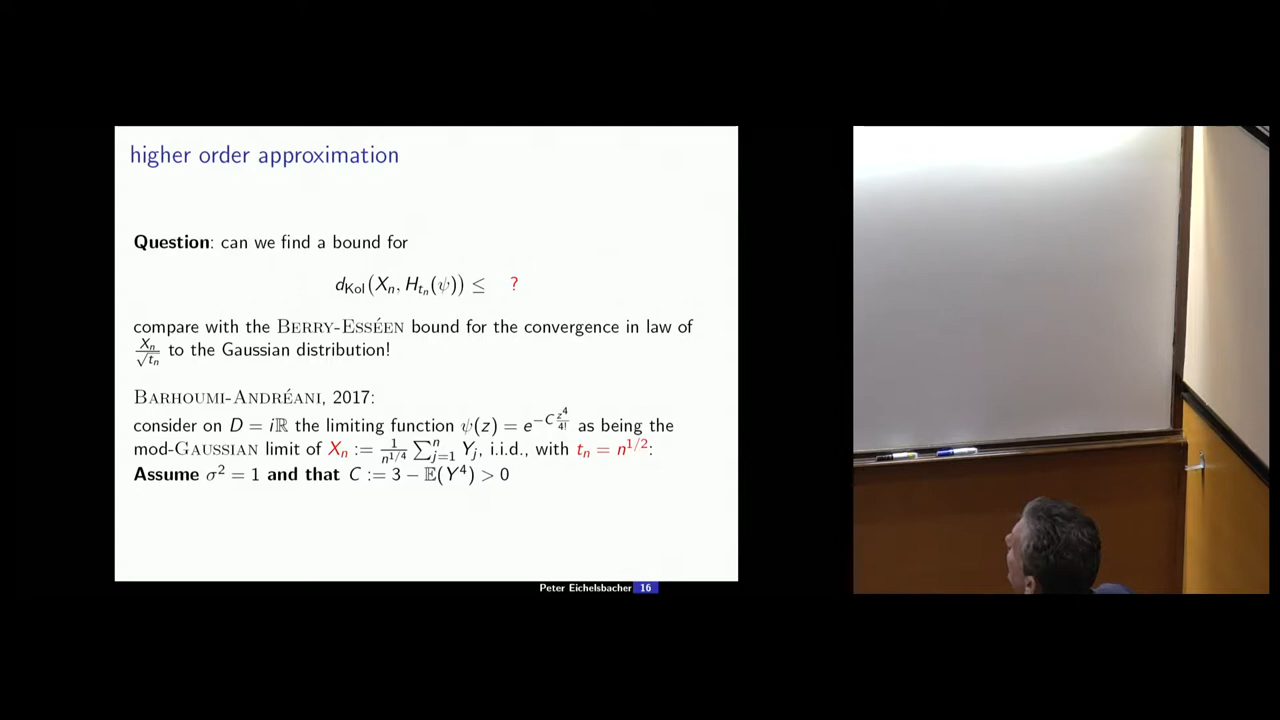 higher order approximation
Question: can we find a bound for
d_Kol(X_n, H_{t_n}(ψ)) ≤ ?
compare with the BERRY-ESSÉEN bound for the convergence in law of
X_n/√t_n to the Gaussian distribution!
BARHOUMI-ANDRÉANI, 2017:
consider on D = iℝ the limiting function ψ(z) = e^{-C z^4/4!} as being the
mod-GAUSSIAN limit of X_n := 1/n^{1/4} ∑_{j=1}^n Y_j, i.i.d., with t_n = n^{1/2}:
Assume σ² = 1 and that C := 3 − 𝔼(Y⁴) > 0
Peter Eichelsbacher 16